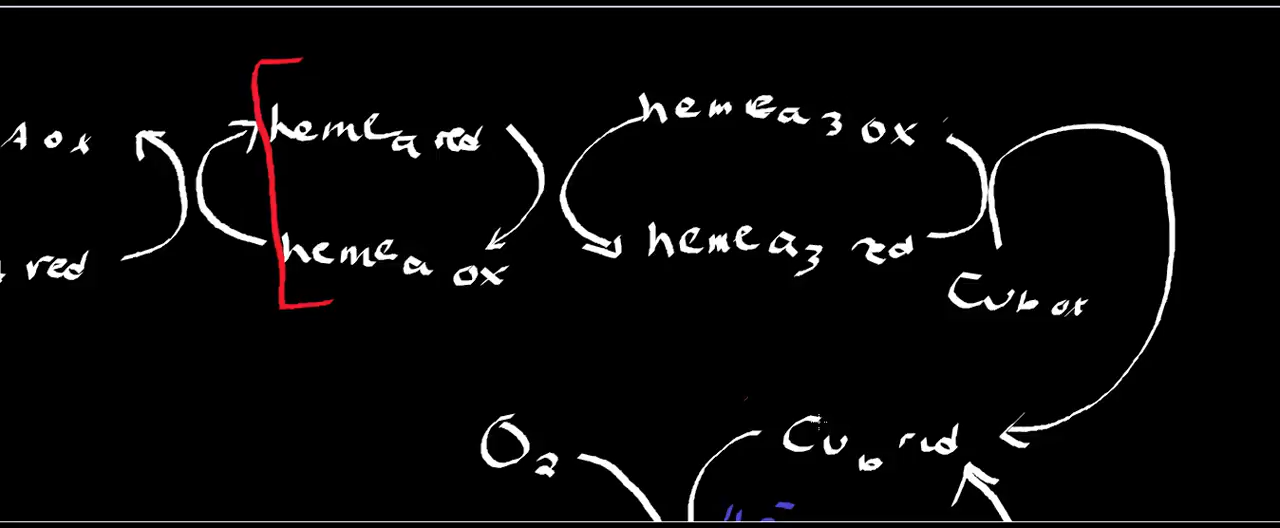 heme a3 ox
A ox
heme a red
heme a3 red
red
heme a ox
Cub ox
O2
Cub red